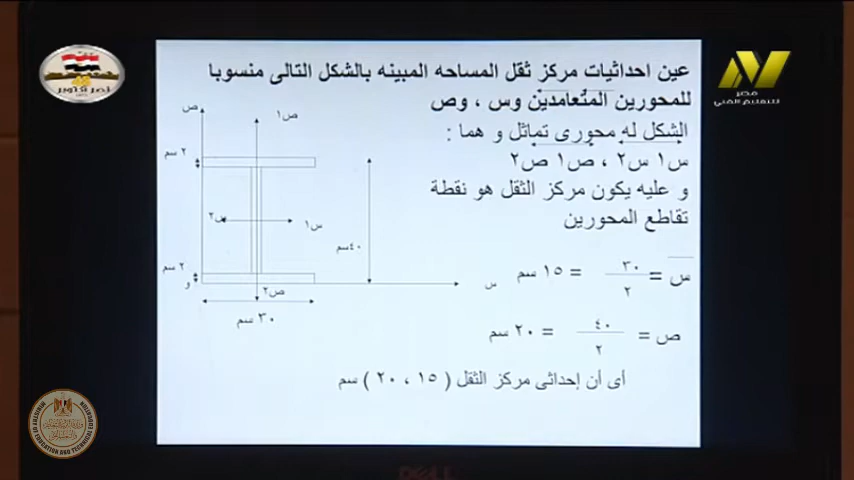 عين احداثيات مركز ثقل المساحه المبينه بالشكل التالى منسوبا
للمحورين المتعامدين وس ، وص
الشكل له محورى تماثل و هما :
س١ س٢ ، ص١ ص٢
و عليه يكون مركز الثقل هو نقطة
تقاطع المحورين
س = ٣٠ / ٢ = ١٥ سم
ص = ٤٠ / ٢ = ٢٠ سم
أى أن إحداثى مركز الثقل ( ١٥ ، ٢٠ ) سم
ص
ص١
٢ سم
س٢
س١
٤٠سم
٢ سم
و
ص٢
س
٣٠ سم
مصر
للتعليم الفنى
DELL